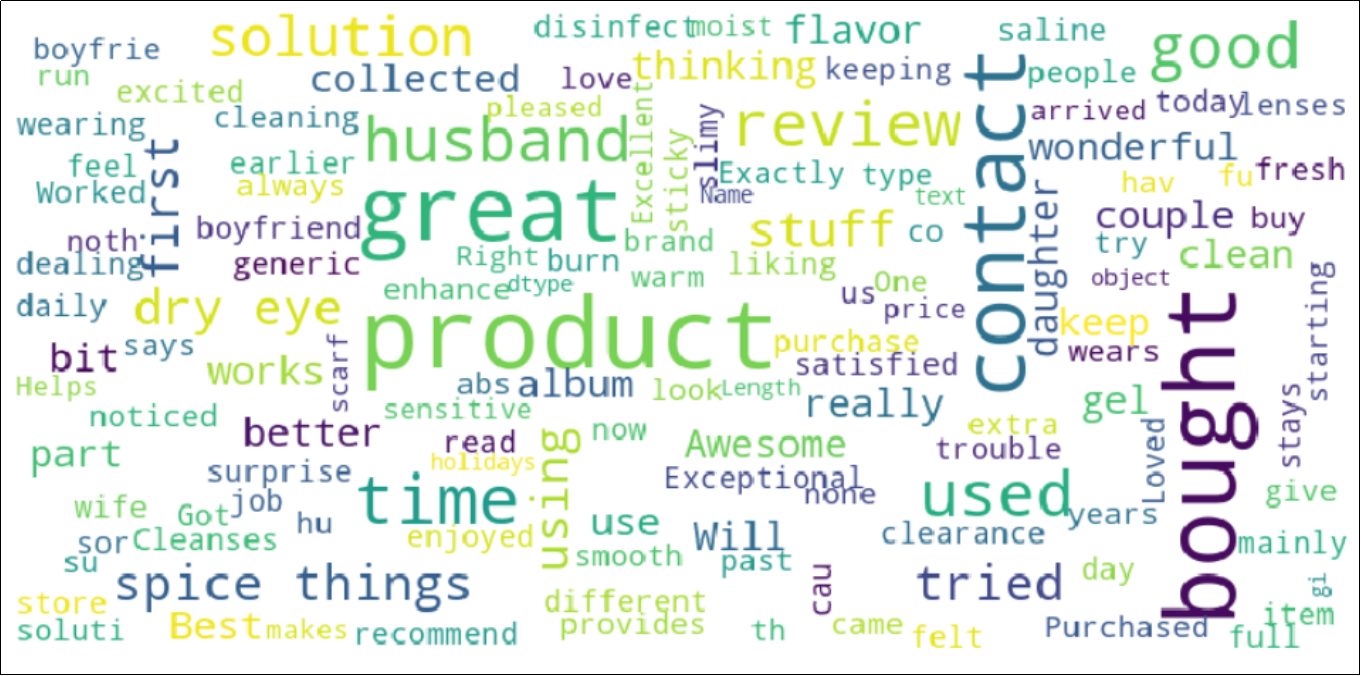 solution
disinfect
moist
flavor
saline
good
boyfrie
run
excited
collected
love
thinking
keeping
people
contact
pleased
arrived
today
lenses
wearing
cleaning
husband
Excellent
sticky
slimy
review
wonderful
first
feel
earlier
always
Worked
Exactly
type
text
Name
hav
fu
fresh
great
boyfriend
noth
stuff
co
daughter
couple
buy
dealing
generic
Right
burn
brand
liking
try
clean
enhance
dtype
warm
One
object
us
price
daily
dry eye
product
keep
bought
starting
bit
says
scarf
purchase
wears
satisfied
works
Helps
abs
album
look
Length
gel
noticed
sensitive
really
stays
better
read
using
now
Awesome
extra
trouble
Loved
part
surprise
holidays
Exceptional
none
used
give
wife
Got
job
time
years
hu
use
Will
clearance
sor
Cleanses
enjoyed
smooth
past
mainly
su
spice things
cau
tried
day
gi
store
different
item
soluti
Best
makes
recommend
provides
th
came
felt
Purchased
full